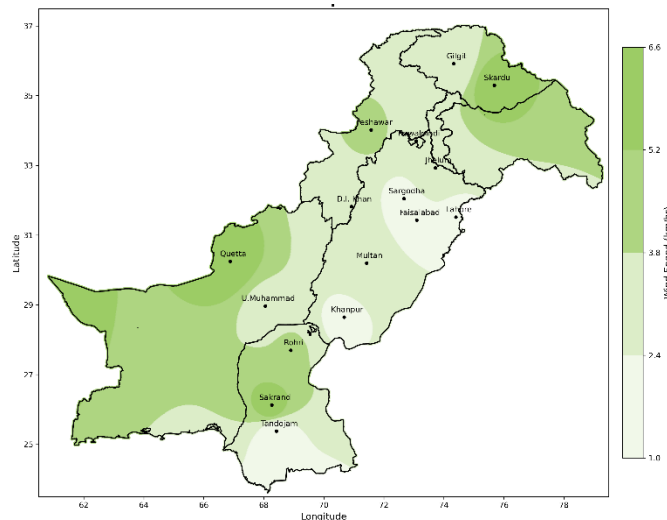 37
35
33
31
29
27
25
Latitude
62
64
66
68
70
72
74
76
78
Longitude
Gilgil
Skardu
eshawar
Jhelum
Sargodha
D.I. Khan
Faisalabad
Lahore
Quetta
Multan
U.Muhammad
Khanpur
Rohri
Sakrand
Tandojam
6.6
5.2
3.8
2.4
1.0